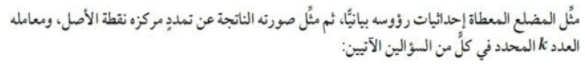 مثِّل المضلع المعطاة إحداثيات رؤوسه بيانيًّا، ثم مثِّل صورته الناتجة عن تمددٍ مركزه نقطة الأصل، ومعامله
العدد k المحدد في كلٍّ من السؤالين الآتيين: